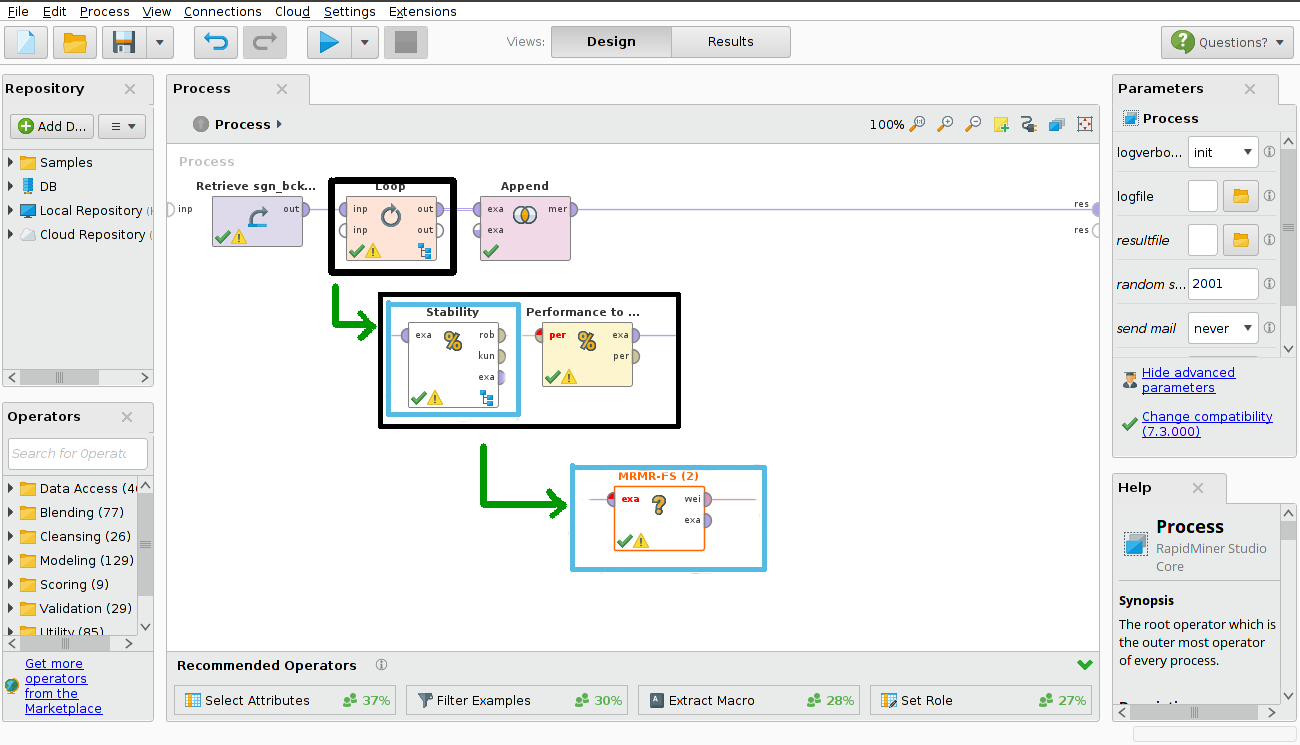 File Edit Process View Connections Cloud Settings Extensions
Views: Design Results
Questions?
Repository
Add D...
Samples
DB
Local Repository
Cloud Repository
Operators
Search for Operato
Data Access
Blending (77)
Cleansing (26)
Modeling (129)
Scoring (9)
Validation (29)
Utility (85)
Get more
operators
from the
Marketplace
Process
Process
100%
Process
Retrieve sgn_bck... Loop Append
inp out inp out exa mer res
inp out exa res
Stability Performance to ...
exa % rob per % exa
kun per
exa
MRMR-FS (2)
exa ? wei
exa
Recommended Operators
Select Attributes 37% Filter Examples 30% Extract Macro 28% Set Role 27%
Parameters
Process
logverbo... init
logfile
resultfile
random s... 2001
send mail never
Hide advanced
parameters
Change compatibility
(7.3.000)
Help
Process
RapidMiner Studio
Core
Synopsis
The root operator which is
the outer most operator
of every process.